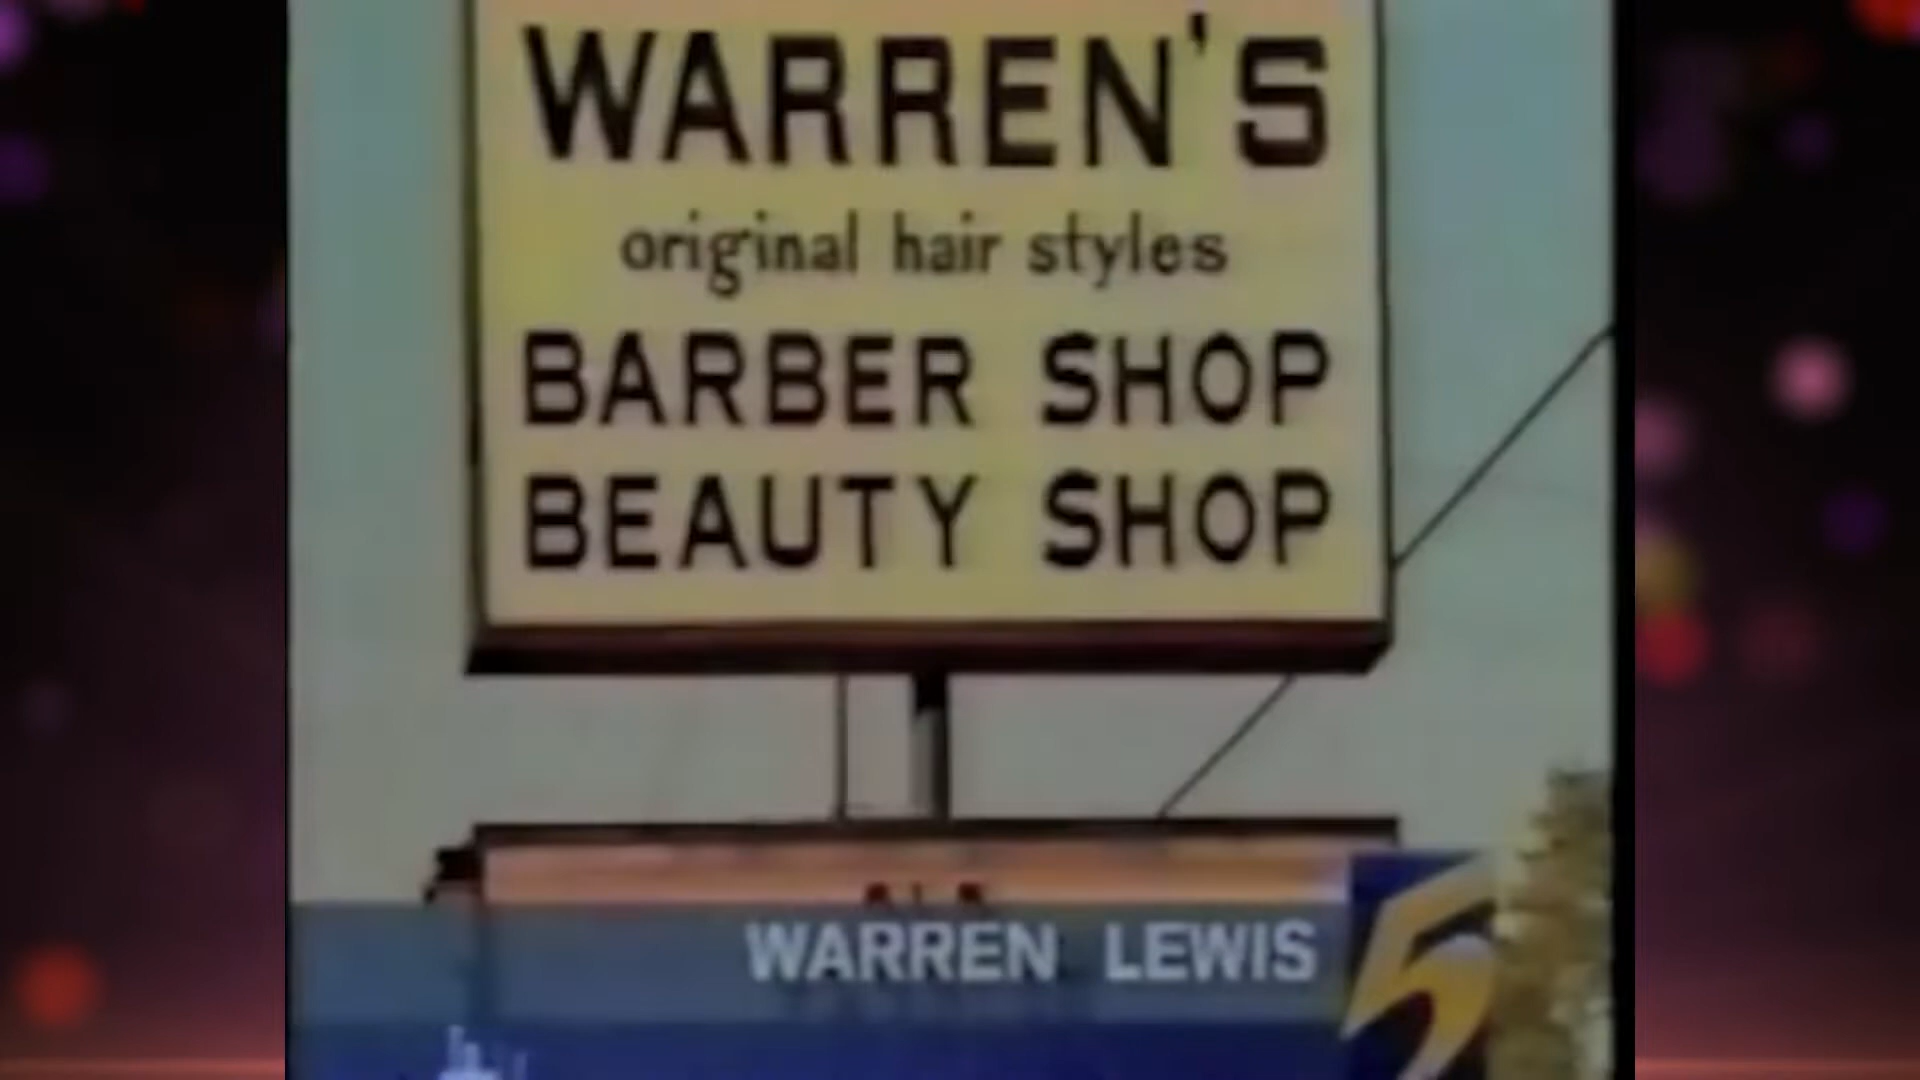 WARREN'S
original hair styles
BARBER SHOP
BEAUTY SHOP
WARREN LEWIS
5